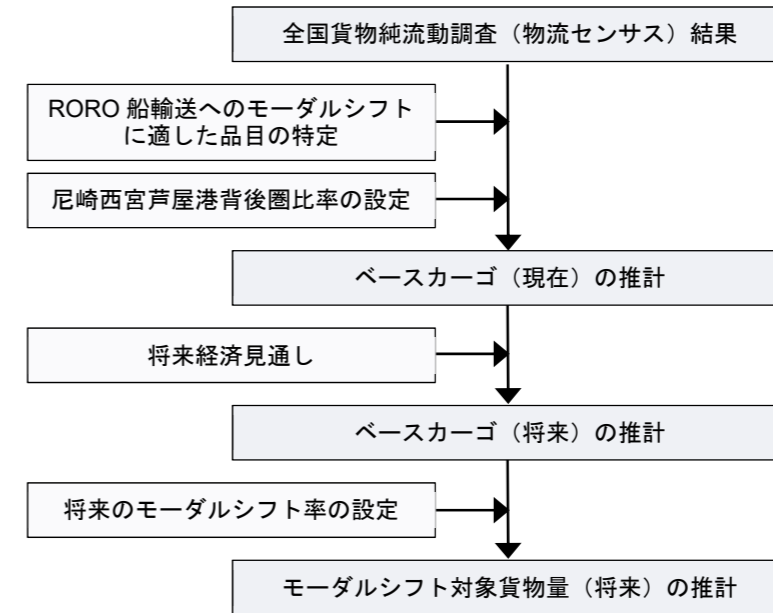 全国貨物純流動調査（物流センサス）結果
RORO 船輸送へのモーダルシフト
に適した品目の特定
尼崎西宮芦屋港背後圏比率の設定
ベースカーゴ（現在）の推計
将来経済見通し
ベースカーゴ（将来）の推計
将来のモーダルシフト率の設定
モーダルシフト対象貨物量（将来）の推計